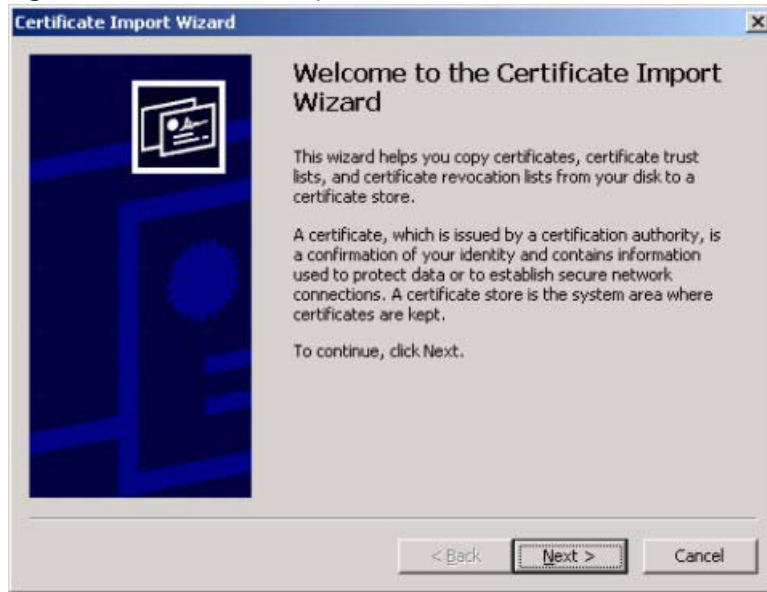 Certificate Import Wizard
Welcome to the Certificate Import
Wizard
This wizard helps you copy certificates, certificate trust
lists, and certificate revocation lists from your disk to a
certificate store.
A certificate, which is issued by a certification authority, is
a confirmation of your identity and contains information
used to protect data or to establish secure network
connections. A certificate store is the system area where
certificates are kept.
To continue, click Next.
< Back Next > Cancel